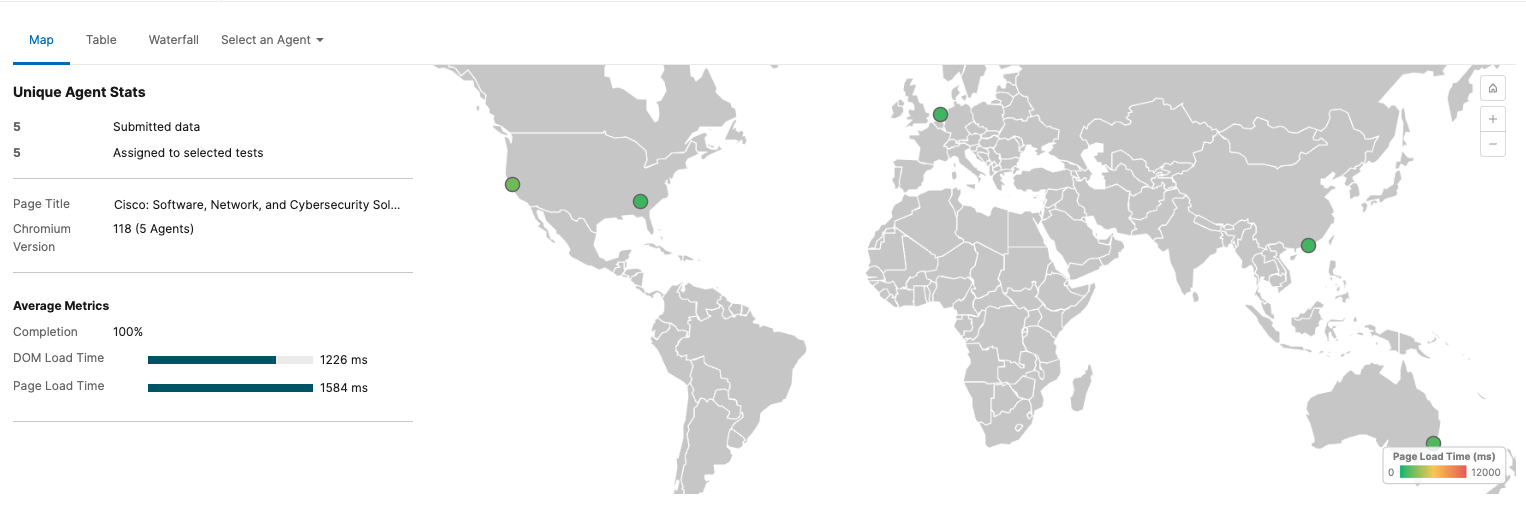 Map Table Waterfall Select an Agent
Unique Agent Stats
5 Submitted data
5 Assigned to selected tests
Page Title Cisco: Software, Network, and Cybersecurity Sol...
Chromium Version 118 (5 Agents)
Average Metrics
Completion 100%
DOM Load Time 1226 ms
Page Load Time 1584 ms
+
−
Page Load Time (ms)
0 12000